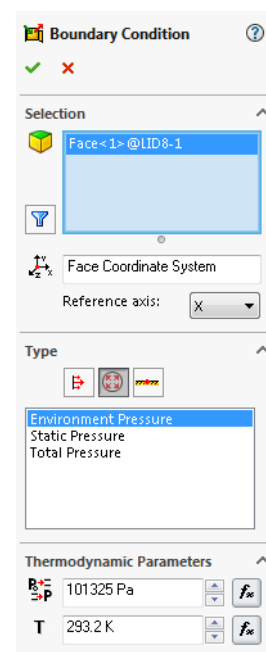 Boundary Condition
Selection
Face<1>@LID8-1
Face Coordinate System
Reference axis: X
Type
Environment Pressure
Static Pressure
Total Pressure
Thermodynamic Parameters
101325 Pa
T 293.2 K